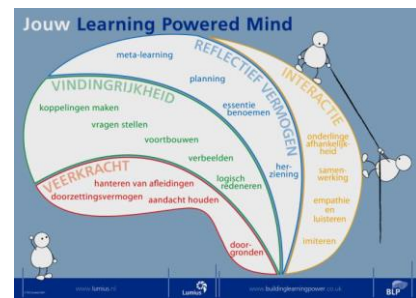 Jouw Learning Powered Mind
meta-learning
planning
REFLECTIEF VERMOGEN
essentie
benoemen
her-
ziening
INTERACTIE
onderlinge
afhankelijk-
heid
samen-
werking
empathie
en
luisteren
imiteren
VINDINGRIJKHEID
koppelingen maken
vragen stellen
voortbouwen
verbeelden
logisch
redeneren
VEERKRACHT
hanteren van afleidingen
doorzettingsvermogen
aandacht houden
door-
gronden
www.lumius.nl
Lumius
www.buildinglearningpower.co.uk
BLP